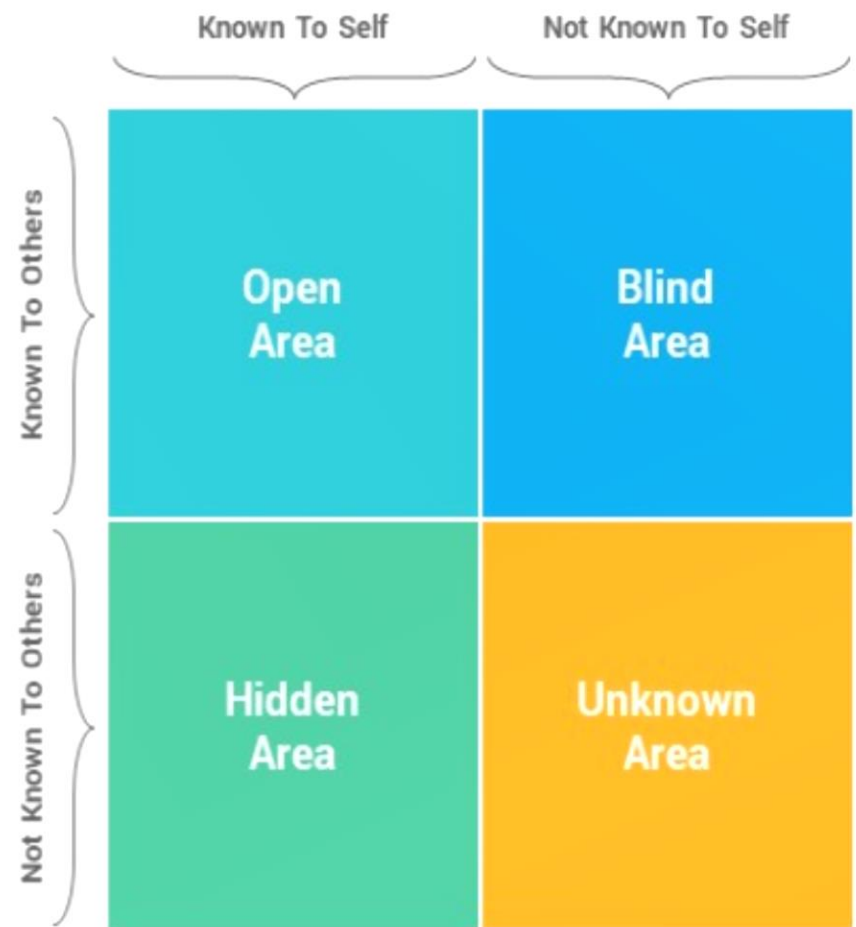 Known To Self
Not Known To Self
Known To Others
Open
Area
Blind
Area
Not Known To Others
Hidden
Area
Unknown
Area